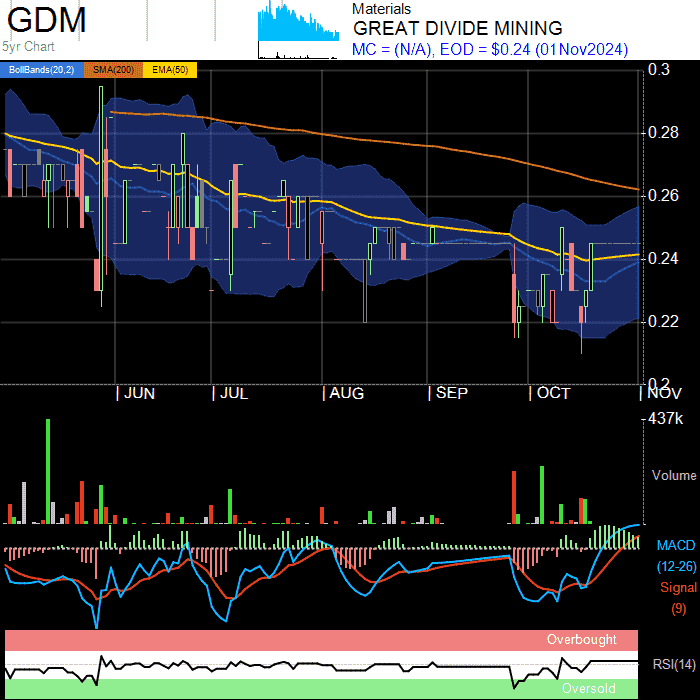 GDM
5yr Chart
Materials
GREAT DIVIDE MINING
MC = (N/A), EOD = $0.24 (01Nov2024)
BollBands(20,2) SMA(200) EMA(50)
0.3
0.28
0.26
0.24
0.22
0.2
JUN JUL AUG SEP OCT NOV
437k
Volume
MACD
(12-26)
Signal
(9)
Overbought
RSI(14)
Oversold